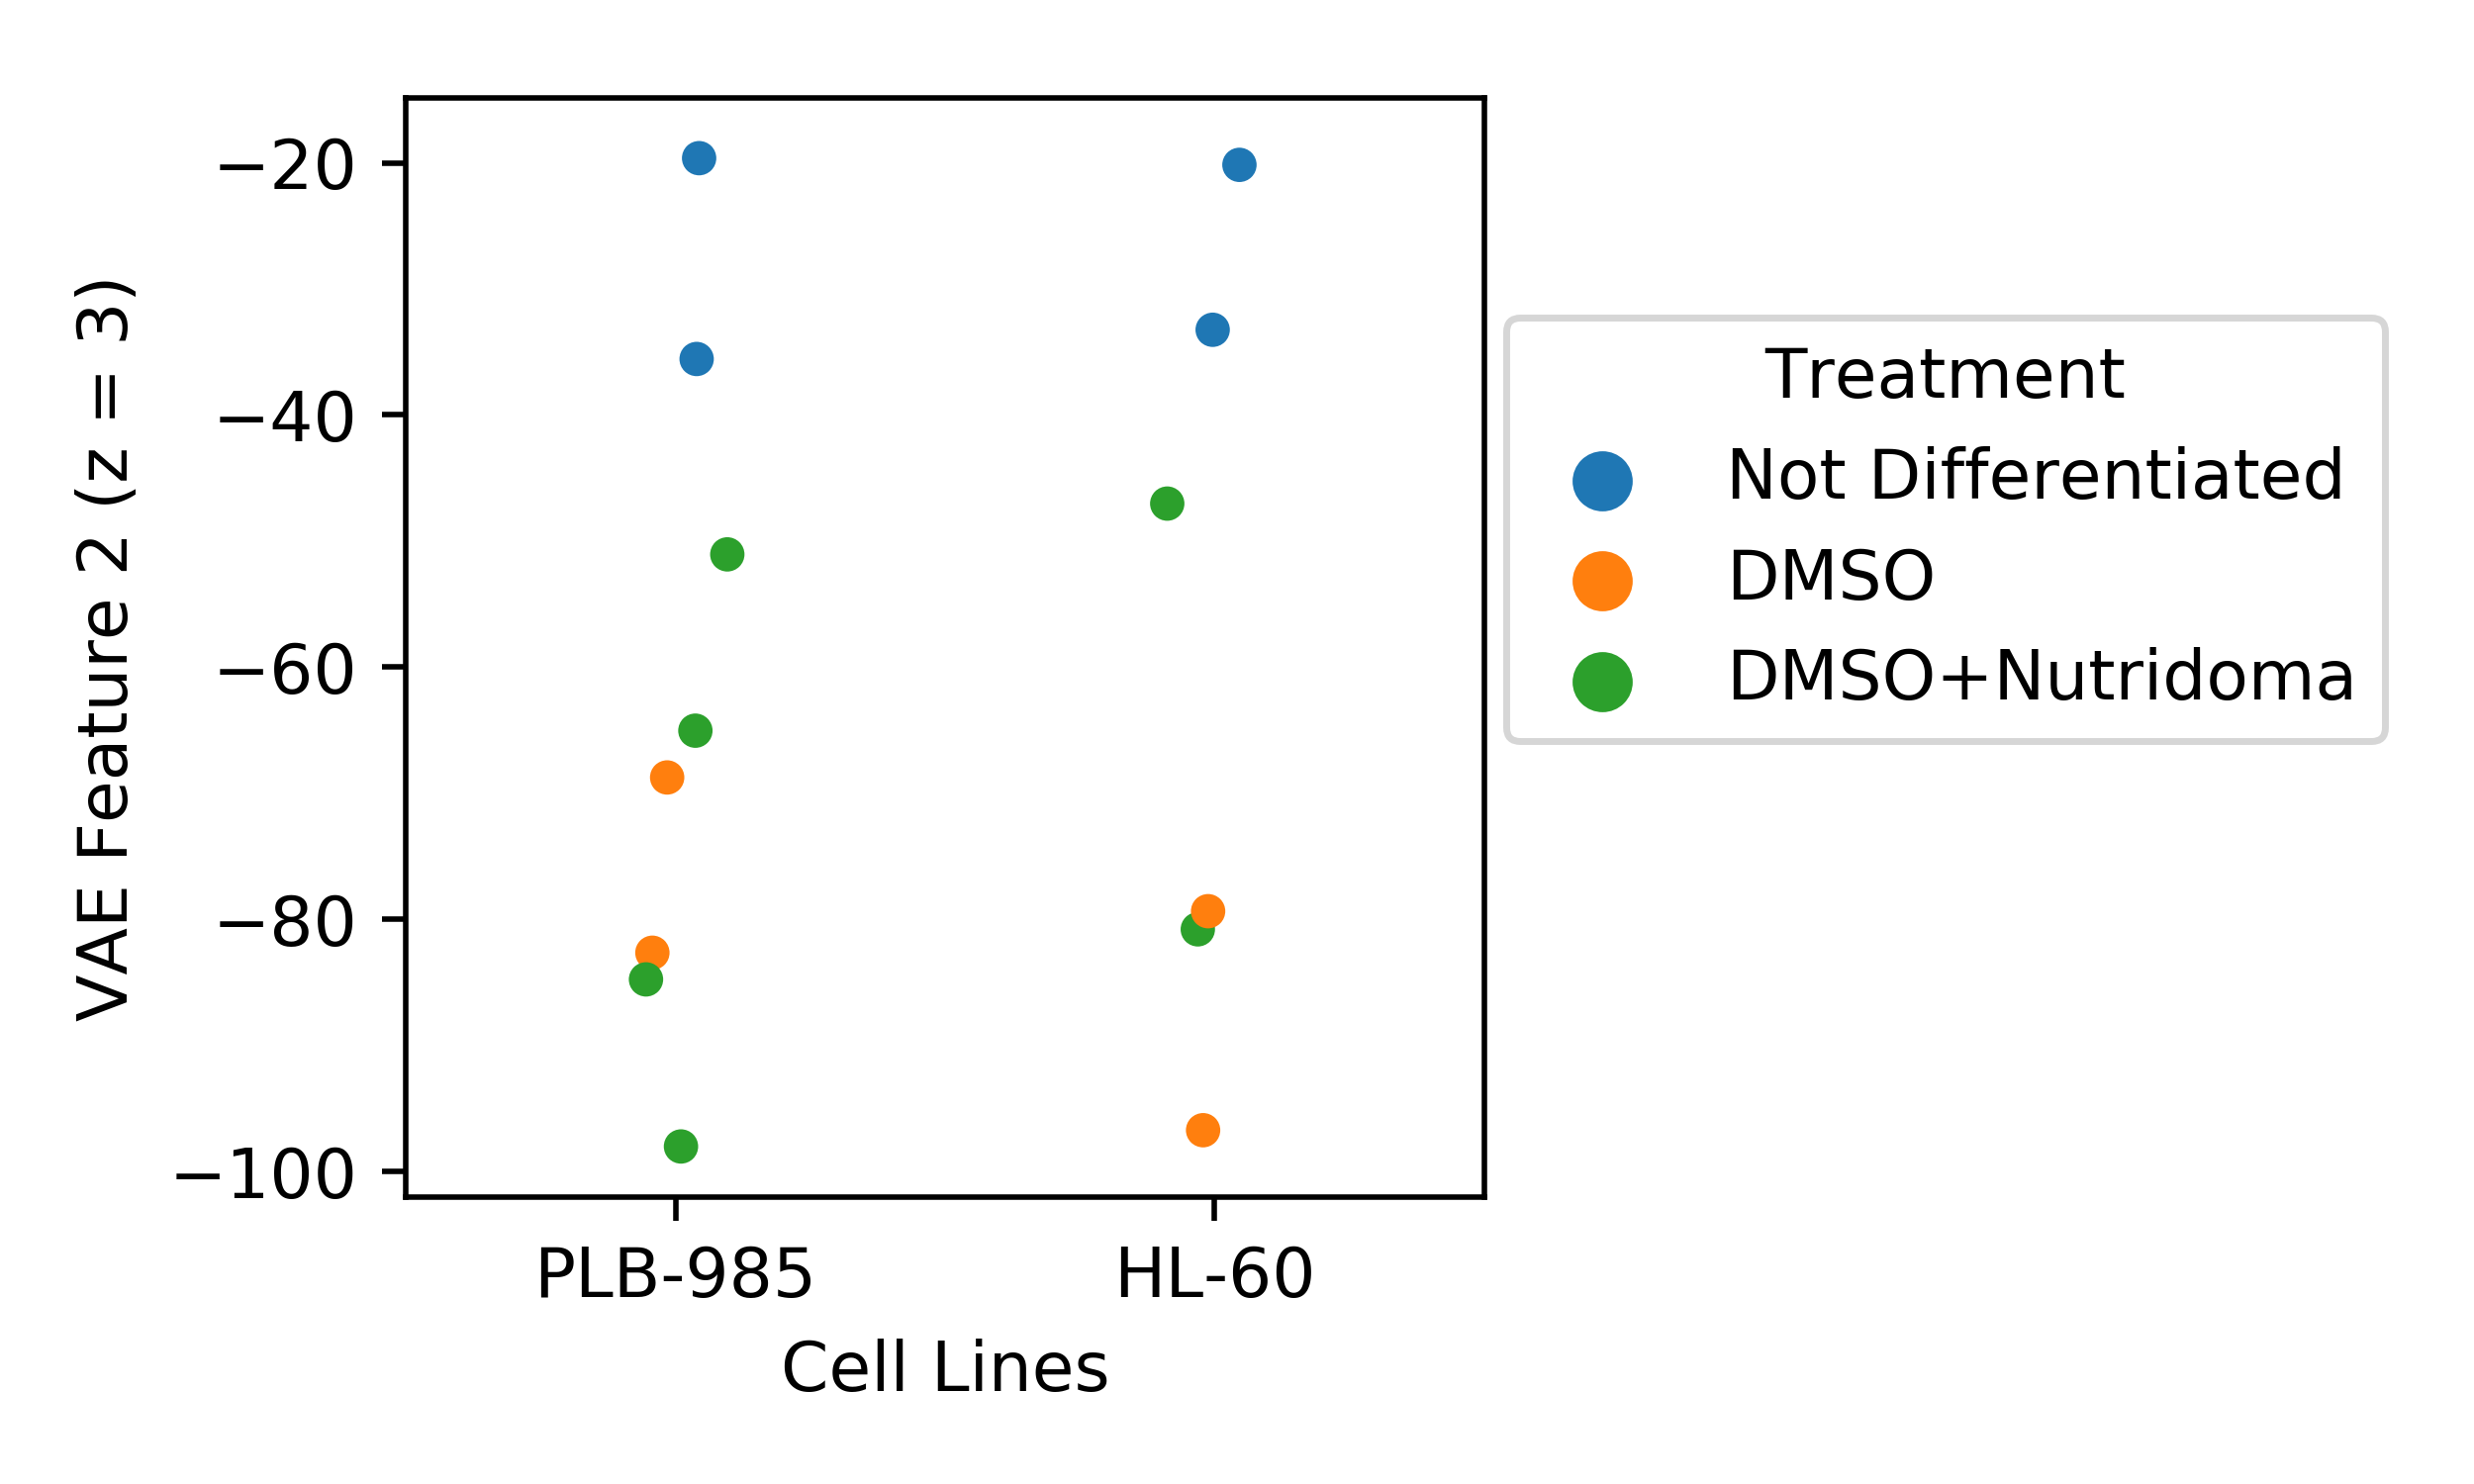 VAE Feature 2 (z = 3)
−20
−40
−60
−80
−100
PLB-985
HL-60
Cell Lines
Treatment
Not Differentiated
DMSO
DMSO+Nutridoma